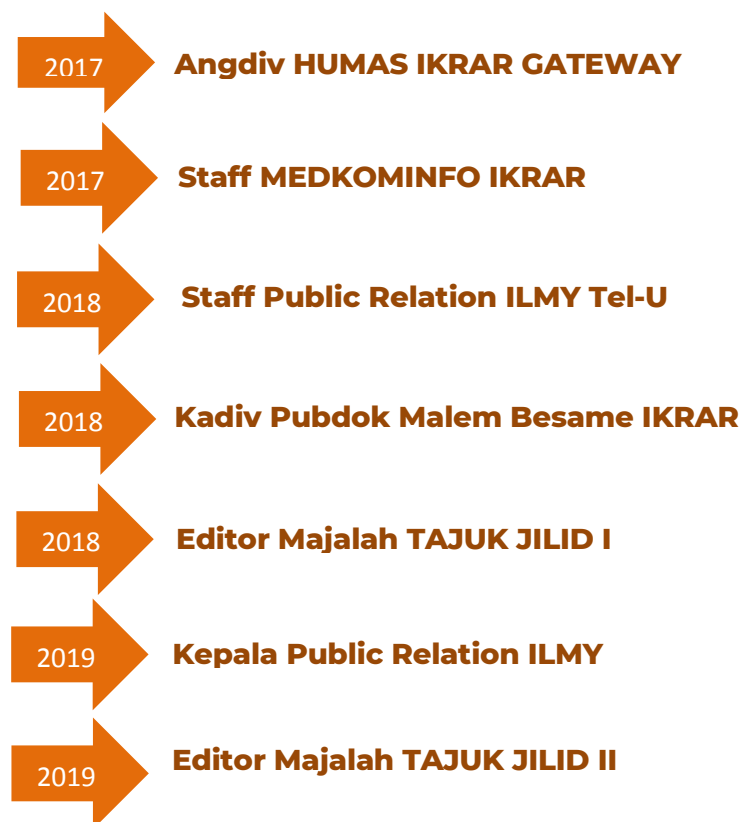 2017 Angdiv HUMAS IKRAR GATEWAY
2017 Staff MEDKOMINFO IKRAR
2018 Staff Public Relation ILMY Tel-U
2018 Kadiv Pubdok Malem Besame IKRAR
2018 Editor Majalah TAJUK JILID I
2019 Kepala Public Relation ILMY
2019 Editor Majalah TAJUK JILID II